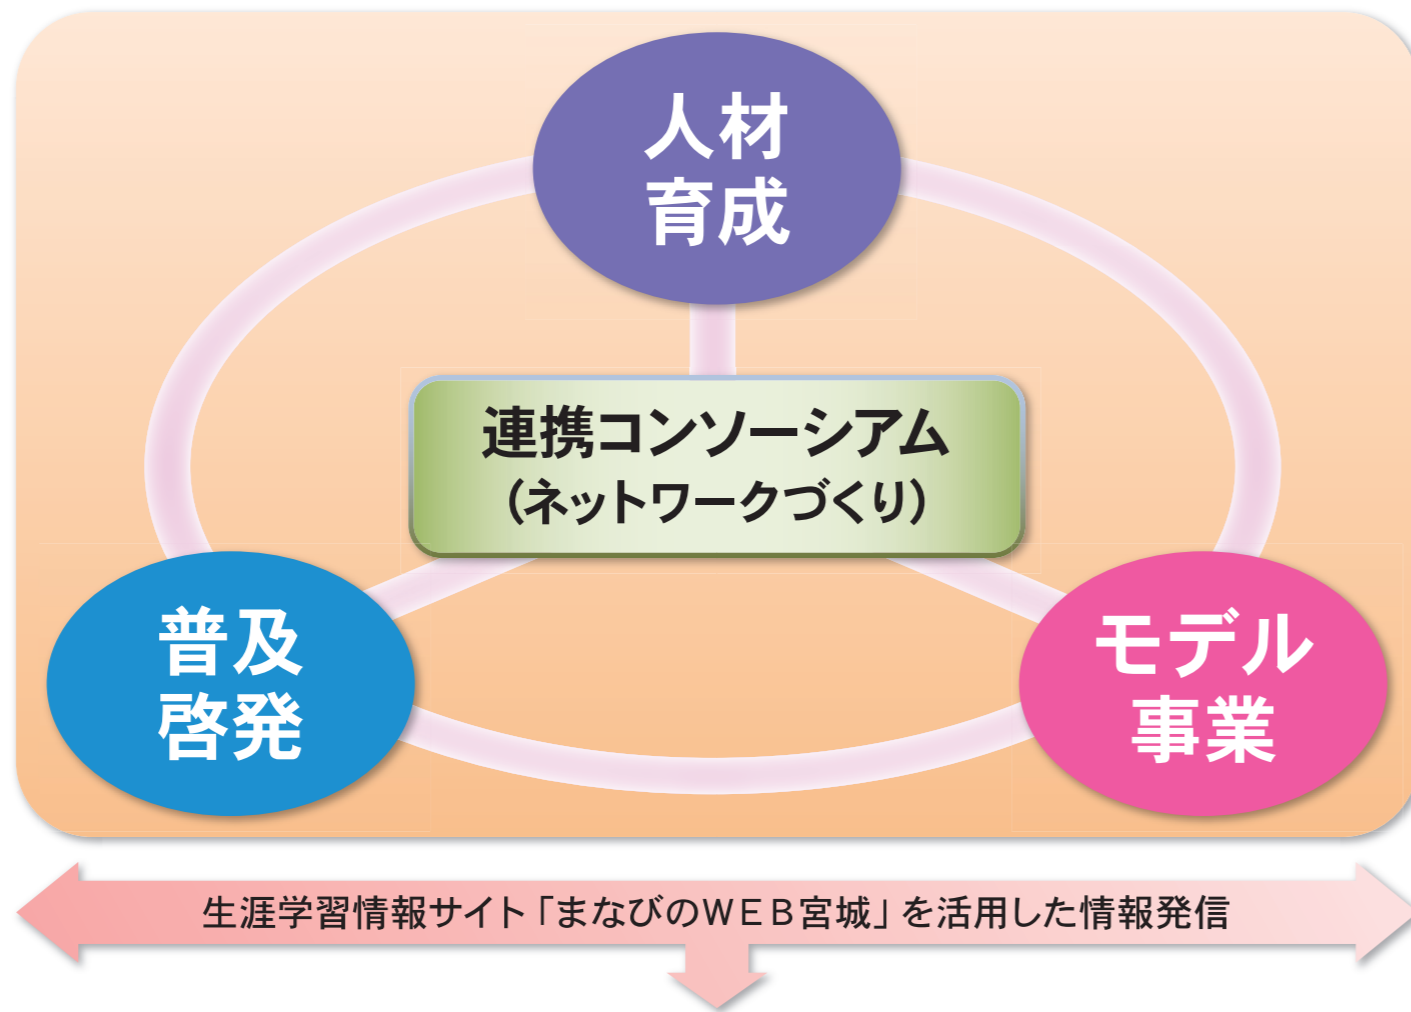 人材
育成
連携コンソーシアム
(ネットワークづくり)
普及
啓発
モデル
事業
生涯学習情報サイト「まなびのWEB宮城」を活用した情報発信